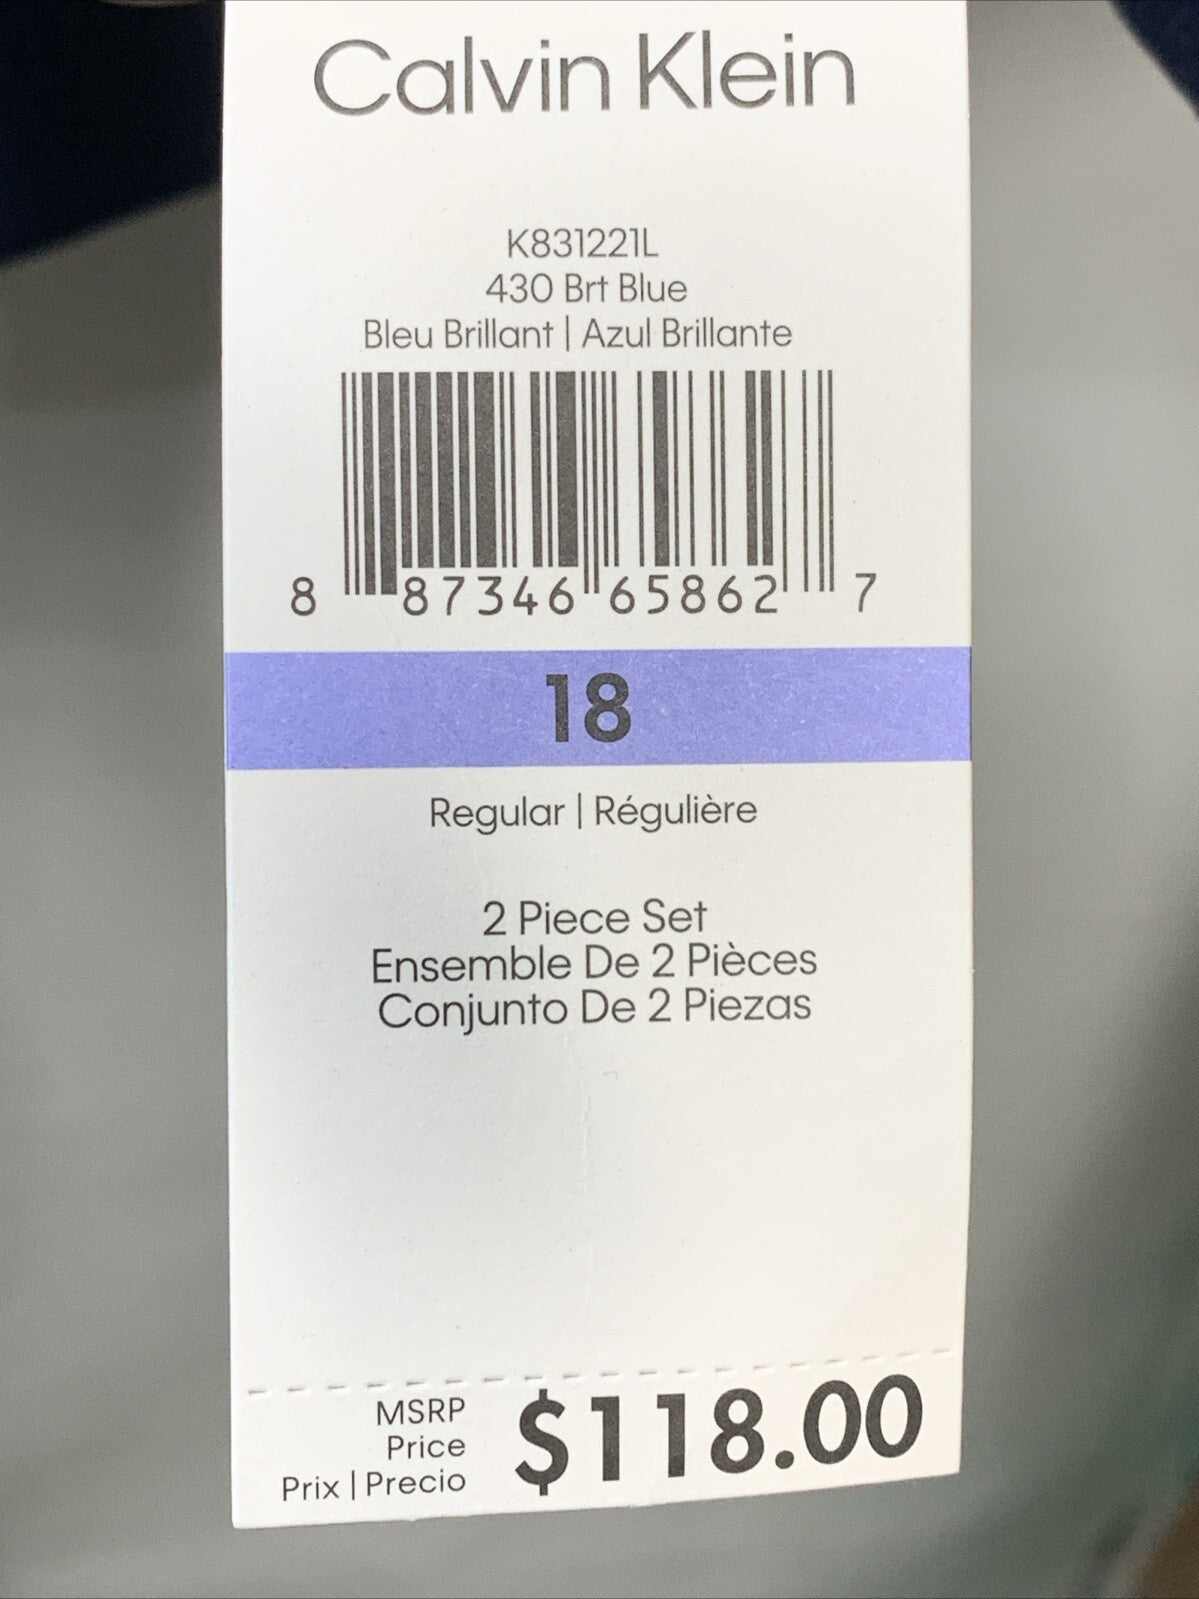 Calvin Klein
K831221L
430 Brt Blue
Bleu Brillant | Azul Brillante
8 87346 65862 7
18
Regular | Régulière
2 Piece Set
Ensemble De 2 Pièces
Conjunto De 2 Piezas
MSRP
Price
Prix | Precio
$118.00